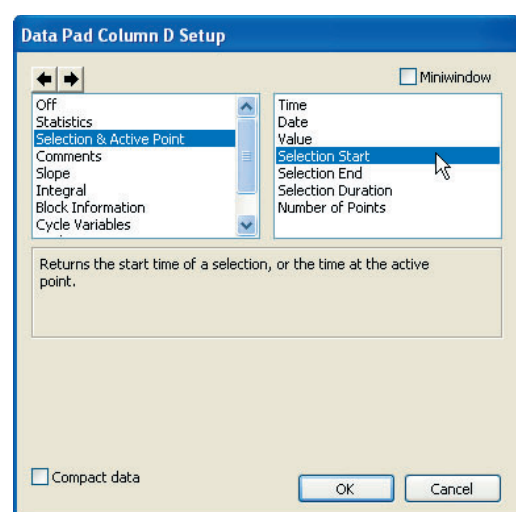 Data Pad Column D Setup
Miniwindow
Off
Statistics
Selection & Active Point
Comments
Slope
Integral
Block Information
Cycle Variables
Time
Date
Value
Selection Start
Selection End
Selection Duration
Number of Points
Returns the start time of a selection, or the time at the active
point.
Compact data
OK
Cancel